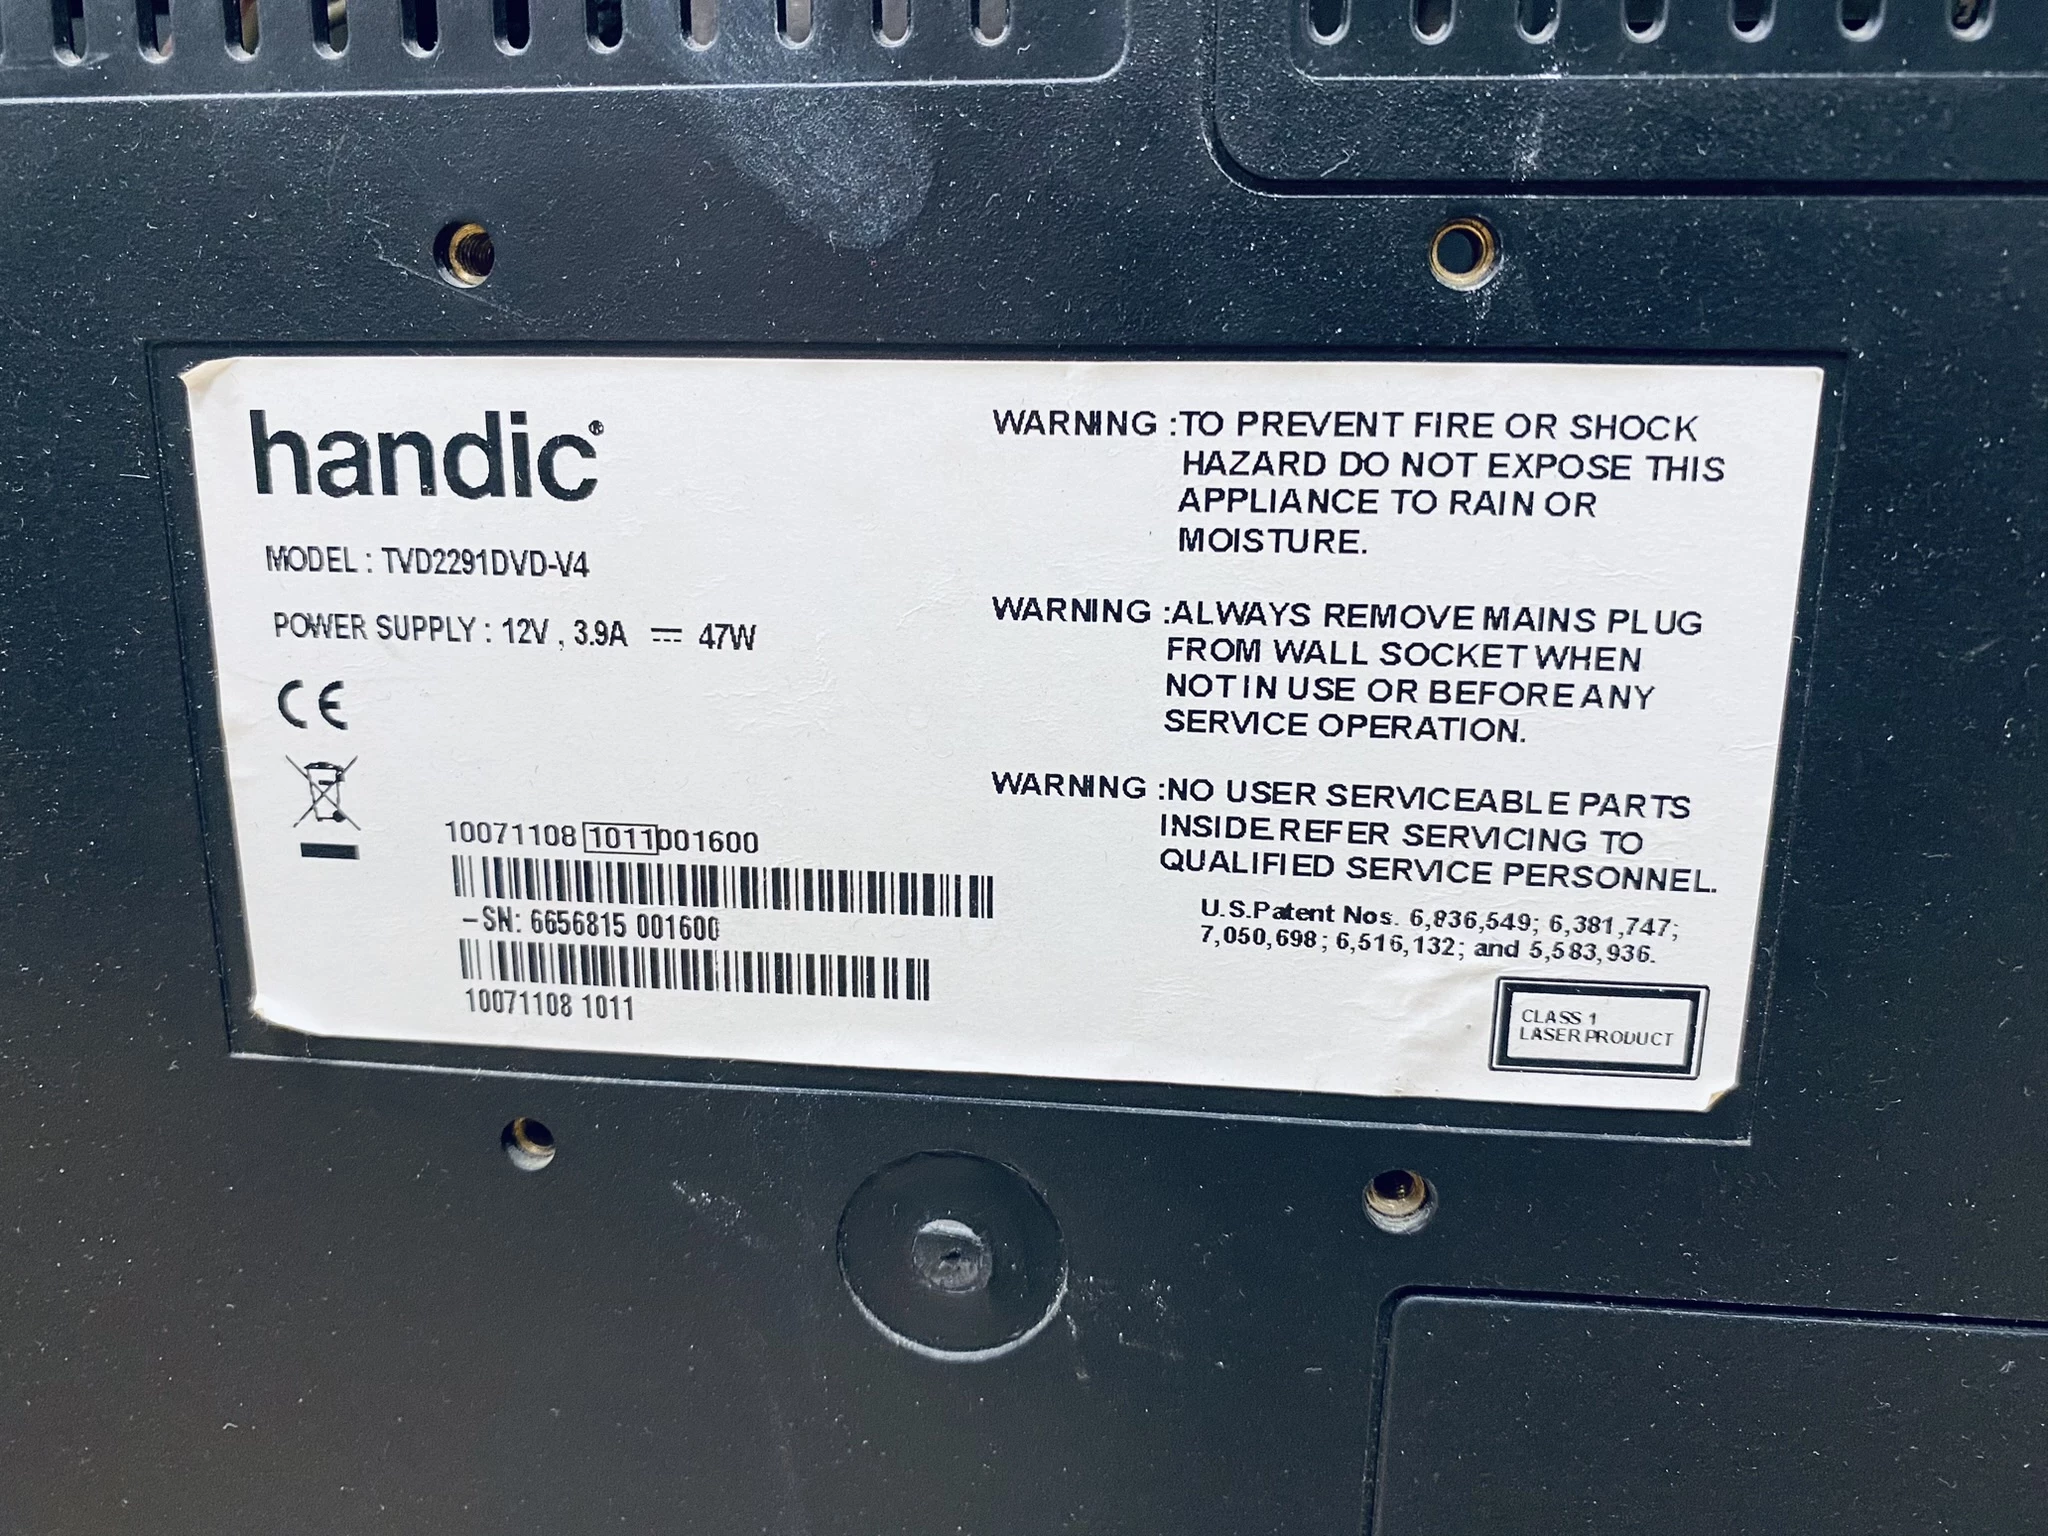 handic®
MODEL : TVD2291DVD-V4
POWER SUPPLY : 12V , 3.9A ⎓ 47W
CE
10071108 1011001600
-SN: 6656815 001600
10071108 1011
WARNING :TO PREVENT FIRE OR SHOCK
HAZARD DO NOT EXPOSE THIS
APPLIANCE TO RAIN OR
MOISTURE.
WARNING :ALWAYS REMOVE MAINS PLUG
FROM WALL SOCKET WHEN
NOT IN USE OR BEFORE ANY
SERVICE OPERATION.
WARNING :NO USER SERVICEABLE PARTS
INSIDE.REFER SERVICING TO
QUALIFIED SERVICE PERSONNEL.
U.S.Patent Nos. 6,836,549; 6,381,747;
7,050,698; 6,516,132; and 5,583,936.
CLASS 1
LASER PRODUCT